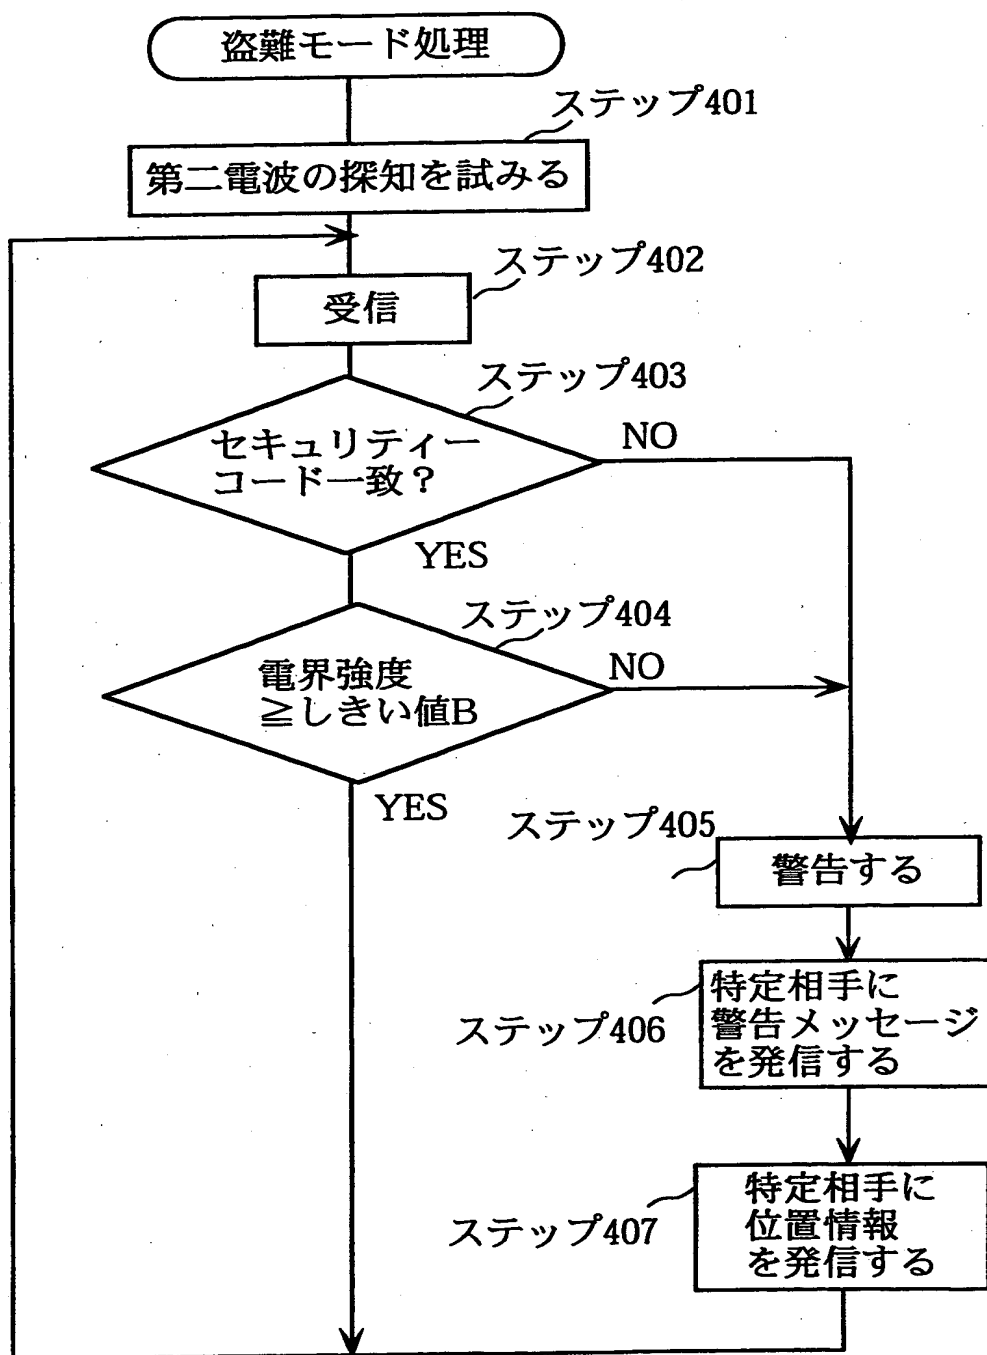 盗難モード処理
ステップ401
第二電波の探知を試みる
ステップ402
受信
ステップ403
セキュリティー
コード一致？
NO
YES
ステップ404
電界強度
≧しきい値B
NO
YES
ステップ405
警告する
特定相手に
警告メッセージ
を発信する
ステップ406
特定相手に
位置情報
を発信する
ステップ407